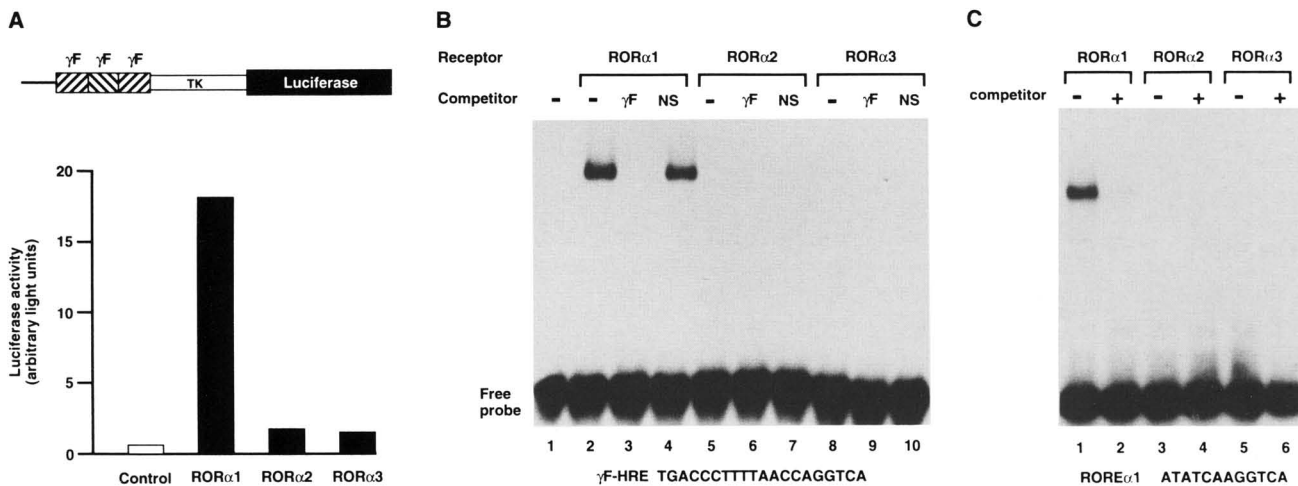 A
γF γF γF
TK
Luciferase
Luciferase activity
(arbitrary light units)
20
15
10
5
0
Control RORα1 RORα2 RORα3
B
Receptor RORα1 RORα2 RORα3
Competitor - - γF NS - γF NS - γF NS
Free
probe
1 2 3 4 5 6 7 8 9 10
γF-HRE TGACCCTTTTAACCAGGTCA
C
RORα1 RORα2 RORα3
competitor - + - + - +
1 2 3 4 5 6
ROREα1 ATATCAAGGTCA